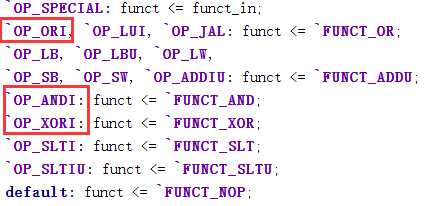 `OP_SPECIAL: funct <= funct_in;
`OP_ORI, `OP_LUI, `OP_JAL: funct <= `FUNCT_OR;
`OP_LB, `OP_LBU, `OP_LW,
`OP_SB, `OP_SW, `OP_ADDIU: funct <= `FUNCT_ADDU;
`OP_ANDI: funct <= `FUNCT_AND;
`OP_XORI: funct <= `FUNCT_XOR;
`OP_SLTI: funct <= `FUNCT_SLT;
`OP_SLTIU: funct <= `FUNCT_SLTU;
default: funct <= `FUNCT_NOP;